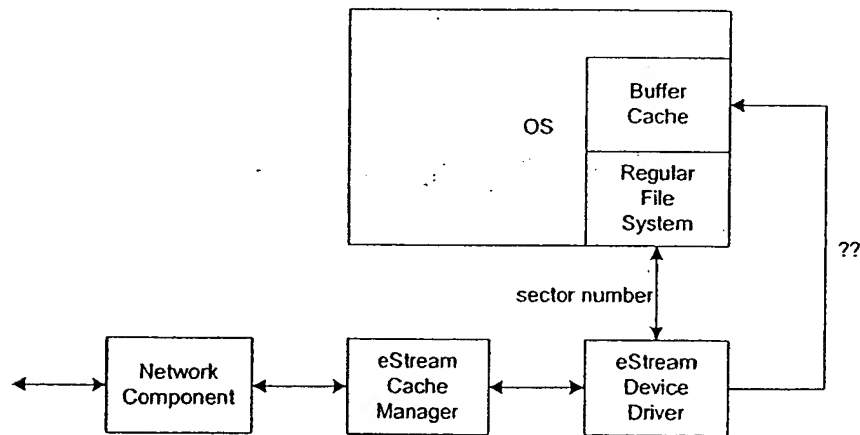 Buffer
Cache
OS
Regular
File
System
??
sector number
Network
Component
eStream
Cache
Manager
eStream
Device
Driver